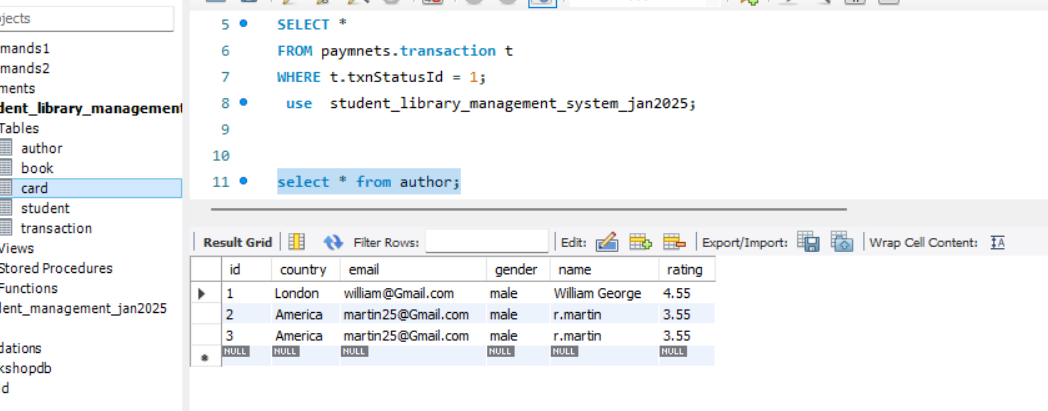 jects
mands1
mands2
ments
dent_library_management
Tables
author
book
card
student
transaction
Views
Stored Procedures
Functions
lent_management_jan2025
dations
kshopdb
d
5 SELECT *
6 FROM paymnets.transaction t
7 WHERE t.txnStatusId = 1;
8 use student_library_management_system_jan2025;
9
10
11 select * from author;
Result Grid Filter Rows: Edit: Export/Import: Wrap Cell Content: IA
id country email gender name rating
1 London william@Gmail.com male William George 4.55
2 America martin25@Gmail.com male r.martin 3.55
3 America martin25@Gmail.com male r.martin 3.55
NULL NULL NULL NULL NULL NULL